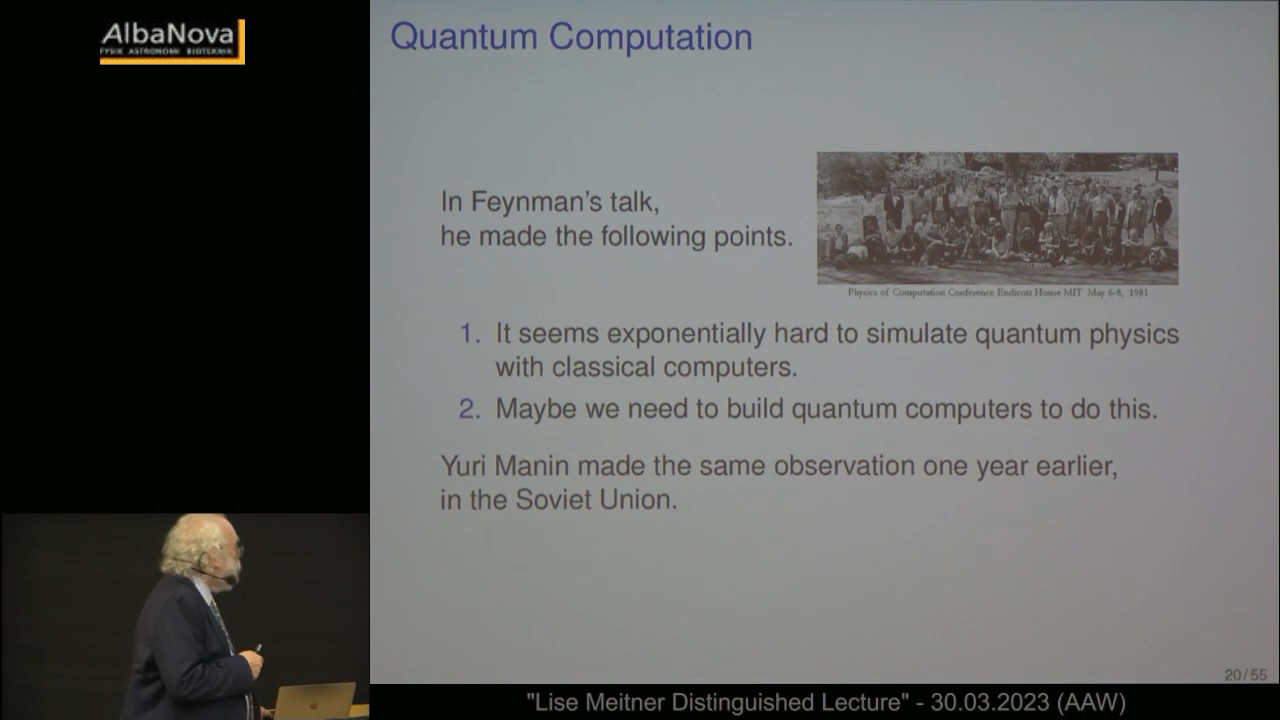 AlbaNova
FYSIK ASTRONOMI BIOTEKNIK
Quantum Computation
In Feynman's talk,
he made the following points.
Physics of Computation Conference Endicott House MIT May 6-8, 1981
1. It seems exponentially hard to simulate quantum physics
with classical computers.
2. Maybe we need to build quantum computers to do this.
Yuri Manin made the same observation one year earlier,
in the Soviet Union.
20/55
"Lise Meitner Distinguished Lecture" - 30.03.2023 (AAW)